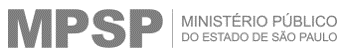 MPSP
MINISTÉRIO PÚBLICO
DO ESTADO DE SÃO PAULO